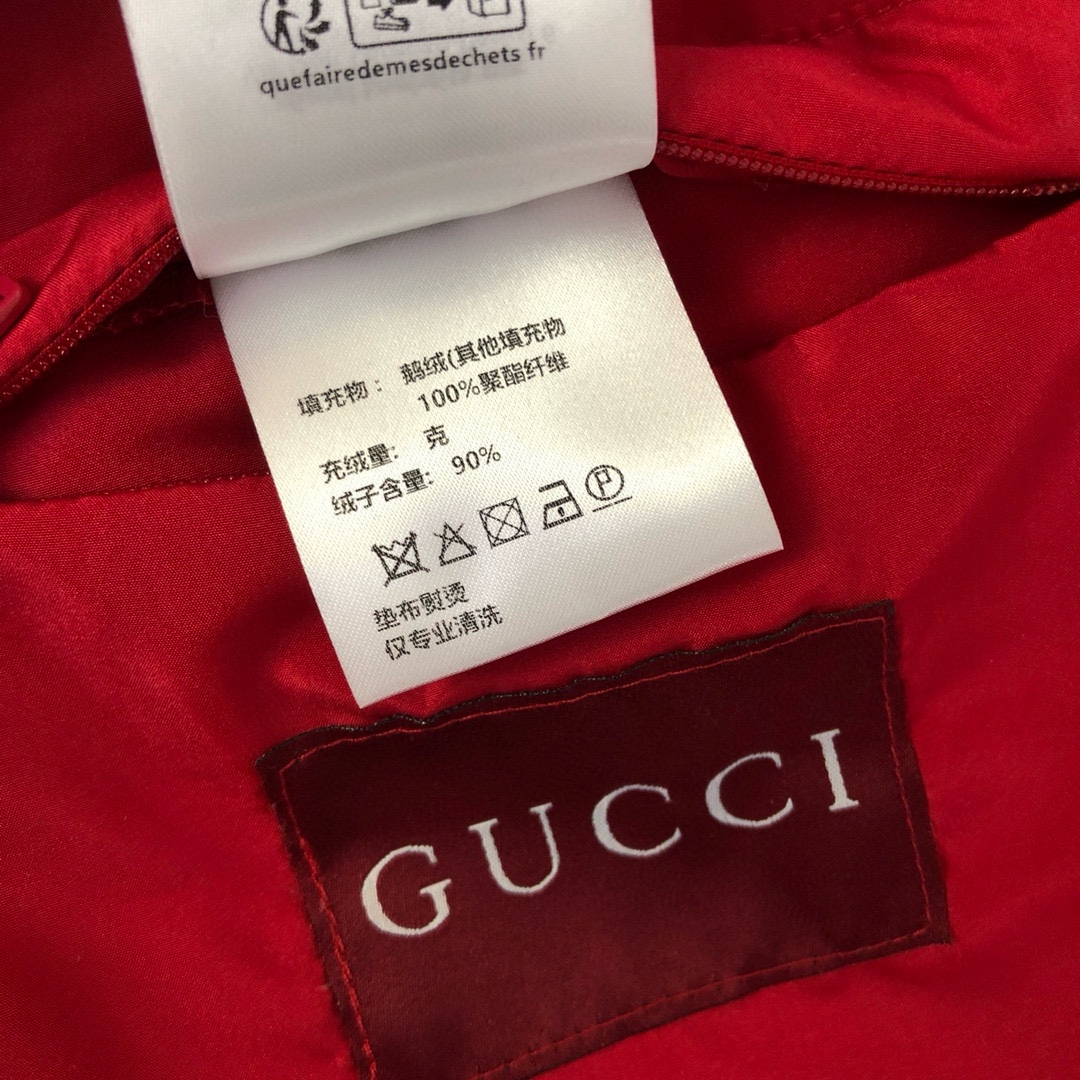 quefairedemesdechets fr
填充物： 鹅绒(其他填充物
100%聚酯纤维
充绒量: 克
绒子含量: 90%
P
垫布熨烫
仅专业清洗
GUCCI